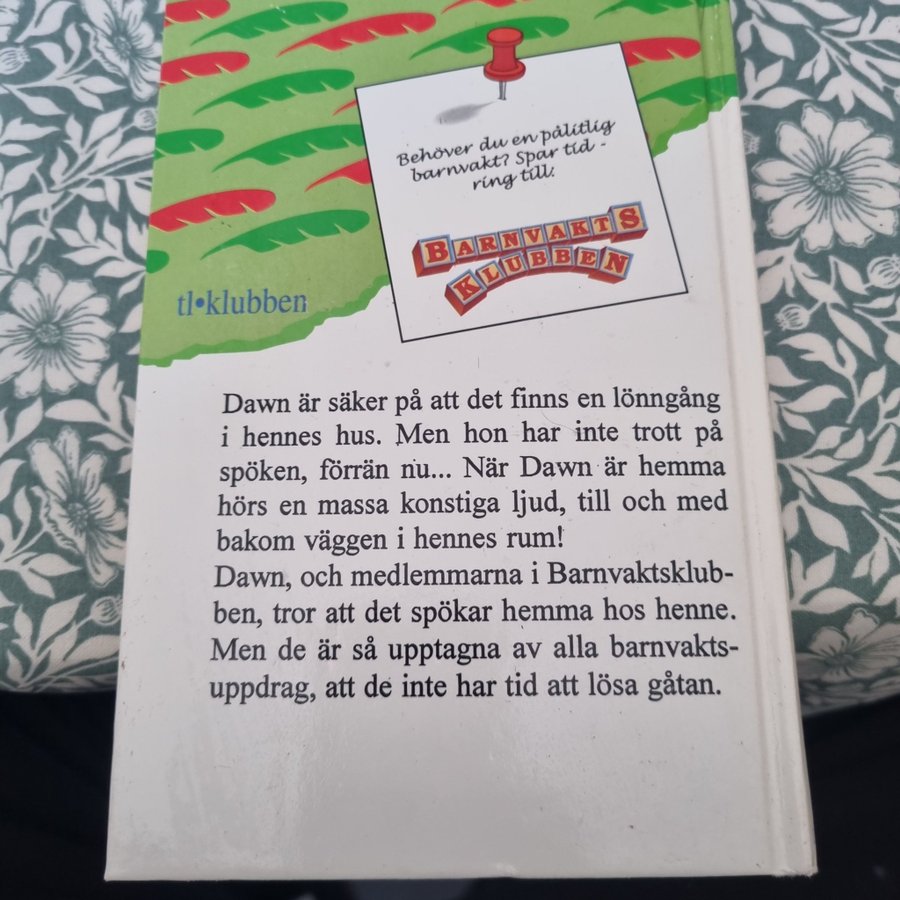 Behöver du en pålitlig
barnvakt? Spar tid -
ring till:
BARNVAKTS
KLUBBEN
tl•klubben
Dawn är säker på att det finns en lönngång
i hennes hus. Men hon har inte trott på
spöken, förrän nu... När Dawn är hemma
hörs en massa konstiga ljud, till och med
bakom väggen i hennes rum!
Dawn, och medlemmarna i Barnvaktsklub-
ben, tror att det spökar hemma hos henne.
Men de är så upptagna av alla barnvakts-
uppdrag, att de inte har tid att lösa gåtan.